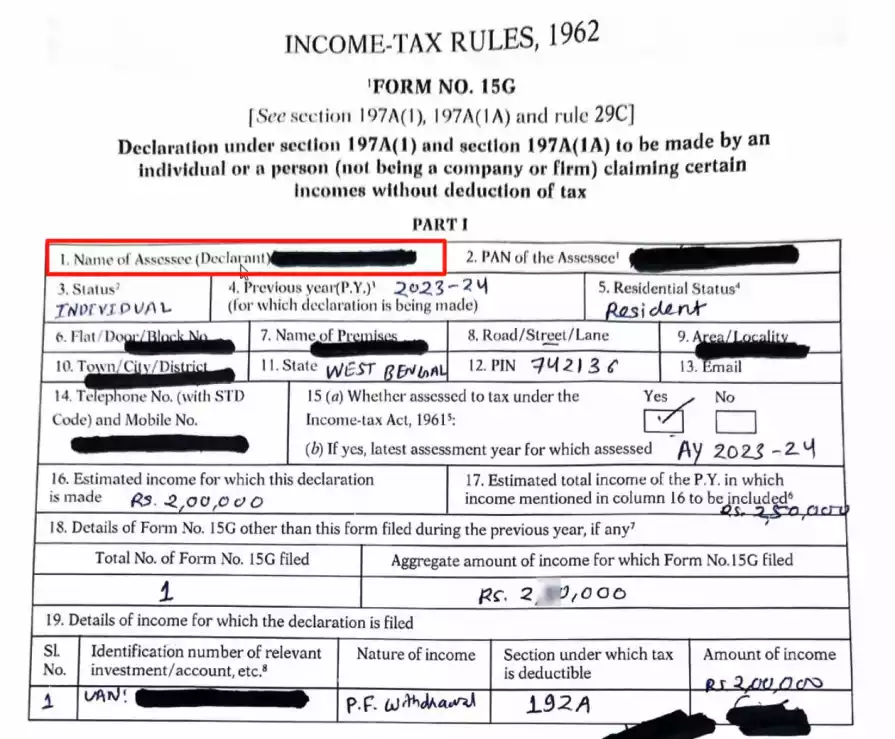 INCOME-TAX RULES, 1962
¹FORM NO. 15G
[See section 197A(1), 197A(1A) and rule 29C]
Declaration under section 197A(1) and section 197A(1A) to be made by an
individual or a person (not being a company or firm) claiming certain
incomes without deduction of tax
PART I
1. Name of Assessee (Declarant)
2. PAN of the Assessee¹
3. Status²
INDIVIDUAL
4. Previous year(P.Y.)³ 2023-24
(for which declaration is being made)
5. Residential Status⁴
Resident
6. Flat/Door/Block No
7. Name of Premises
8. Road/Street/Lane
9. Area/Locality
10. Town/City/District
11. State WEST BENGAL
12. PIN 742136
13. Email
14. Telephone No. (with STD
Code) and Mobile No.
15 (a) Whether assessed to tax under the
Income-tax Act, 1961⁵:
Yes No
(b) If yes, latest assessment year for which assessed AY 2023-24
16. Estimated income for which this declaration
is made Rs. 2,00,000
17. Estimated total income of the P.Y. in which
income mentioned in column 16 to be included⁶
Rs. 2,50,000
18. Details of Form No. 15G other than this form filed during the previous year, if any⁷
Total No. of Form No. 15G filed
Aggregate amount of income for which Form No.15G filed
1
Rs. 2, 0,000
19. Details of income for which the declaration is filed
Sl.
No.
Identification number of relevant
investment/account, etc.⁸
Nature of income
Section under which tax
is deductible
Amount of income
1
UAN:
P.F. Withdrawal
192A
Rs 2,00,000